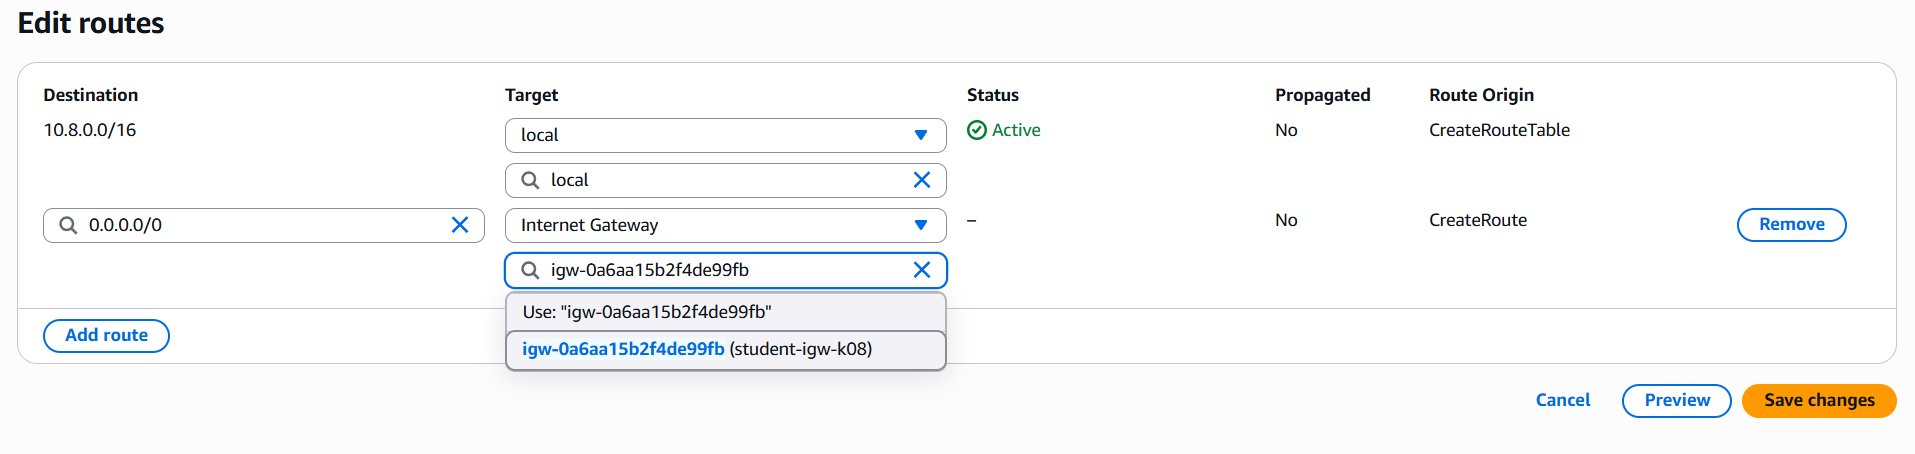 Edit routes
Destination Target Status Propagated Route Origin
10.8.0.0/16 local Active No CreateRouteTable
local
0.0.0.0/0 Internet Gateway – No CreateRoute Remove
igw-0a6aa15b2f4de99fb
Use: "igw-0a6aa15b2f4de99fb"
Add route
igw-0a6aa15b2f4de99fb (student-igw-k08)
Cancel Preview Save changes